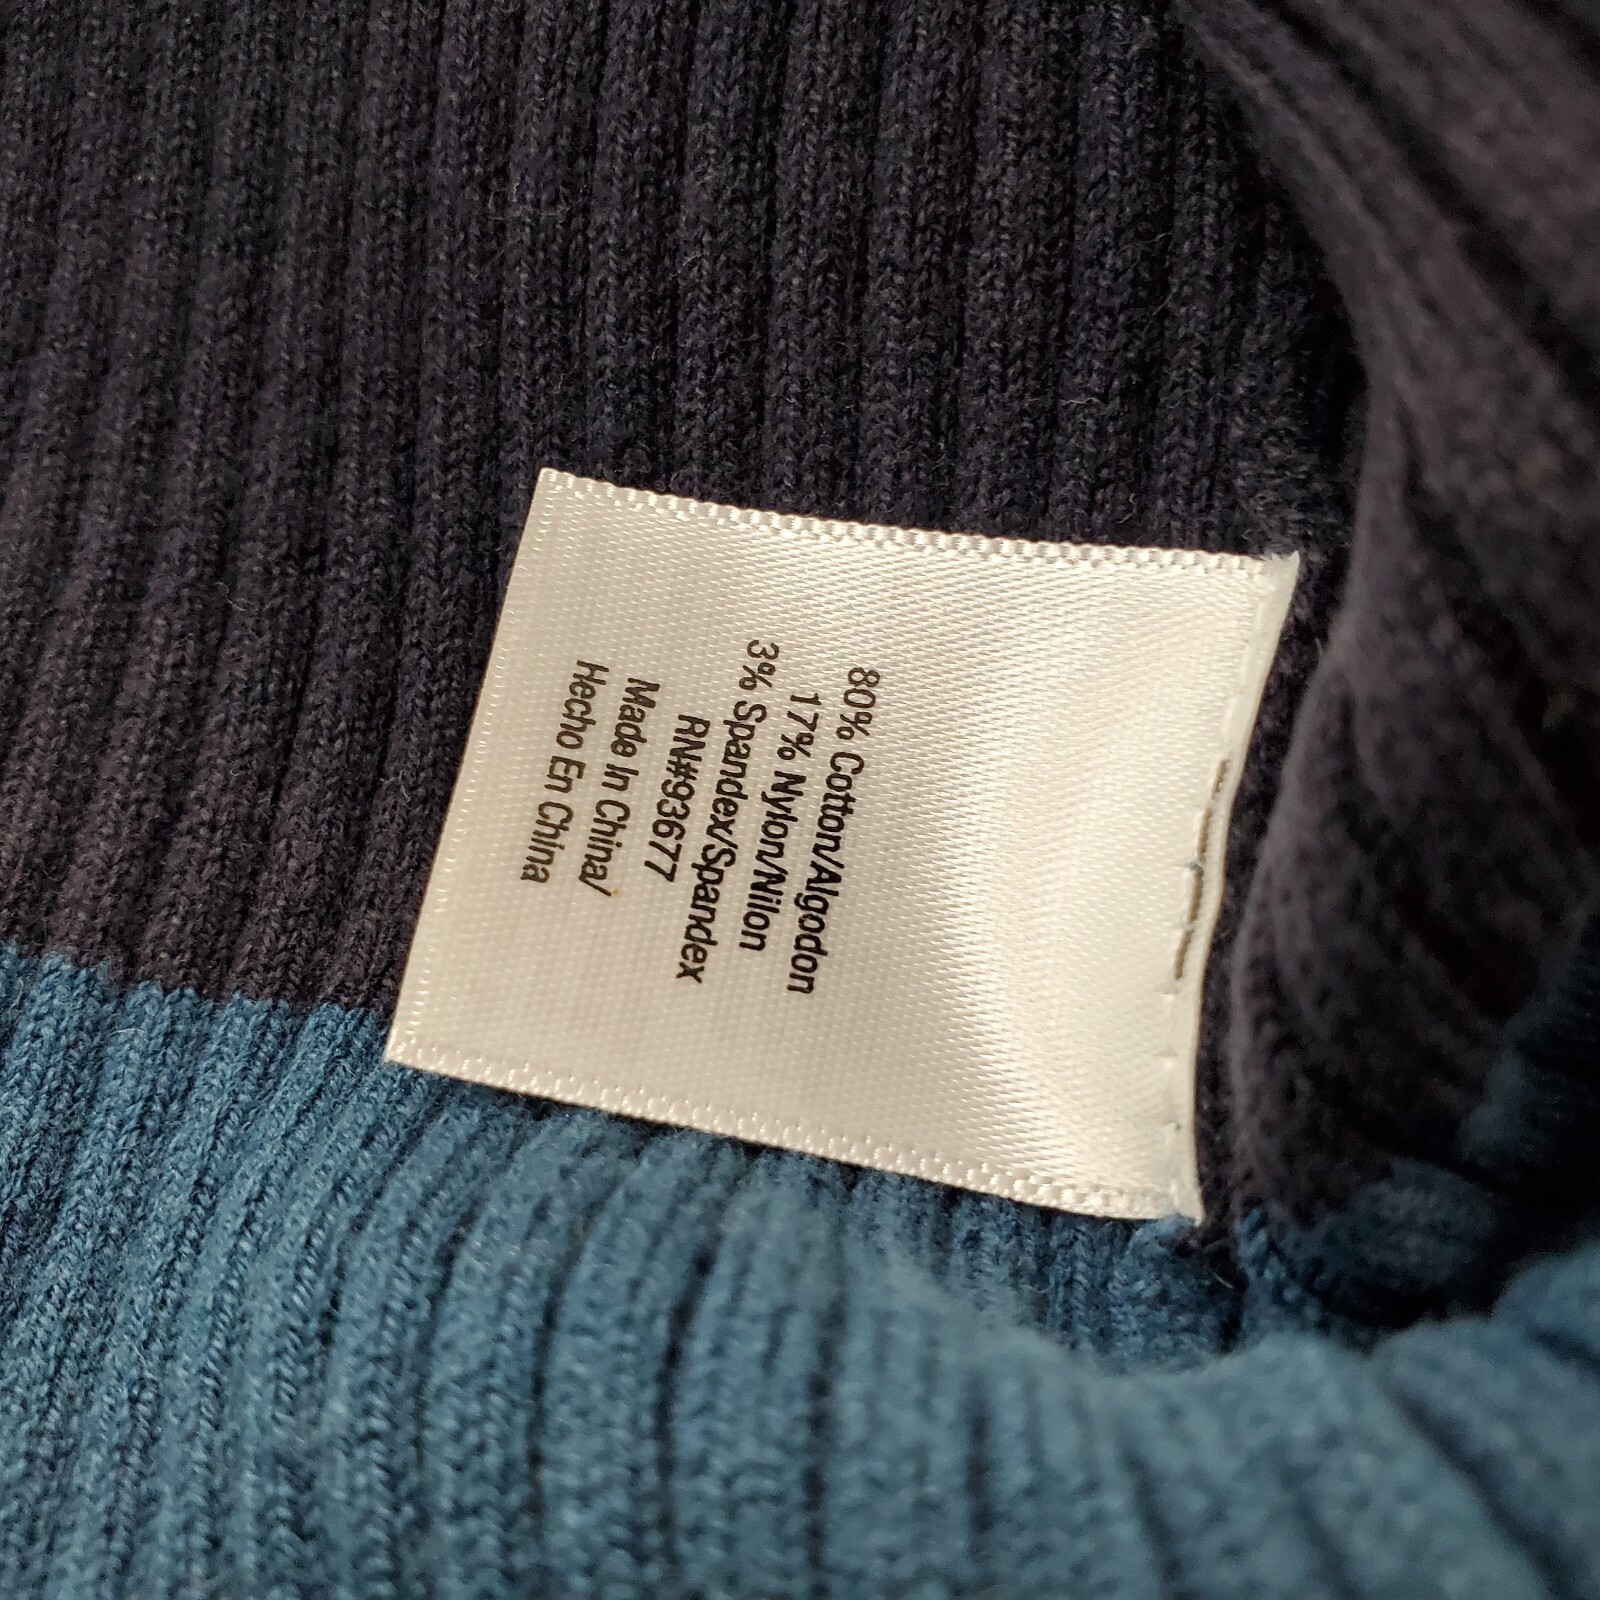 80% Cotton/Algodon
17% Nylon/Nilon
3% Spandex/Spandex
RN#93677
Made In China/
Hecho En China